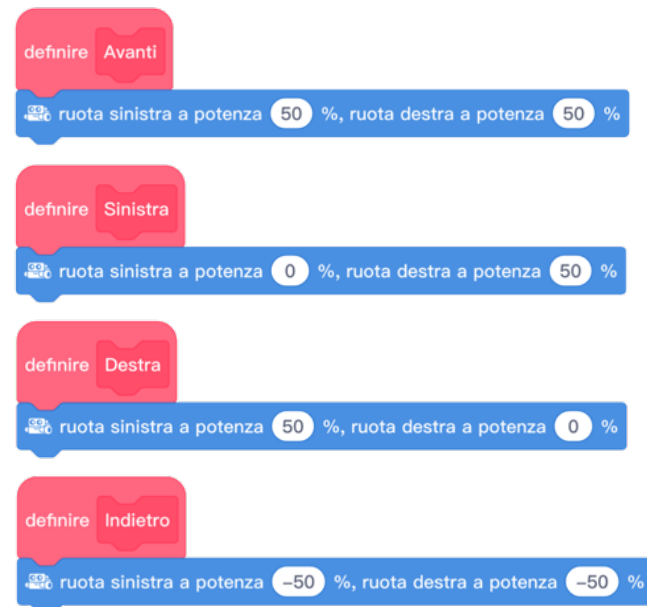 definire Avanti
ruota sinistra a potenza 50 %, ruota destra a potenza 50 %
definire Sinistra
ruota sinistra a potenza 0 %, ruota destra a potenza 50 %
definire Destra
ruota sinistra a potenza 50 %, ruota destra a potenza 0 %
definire Indietro
ruota sinistra a potenza −50 %, ruota destra a potenza −50 %